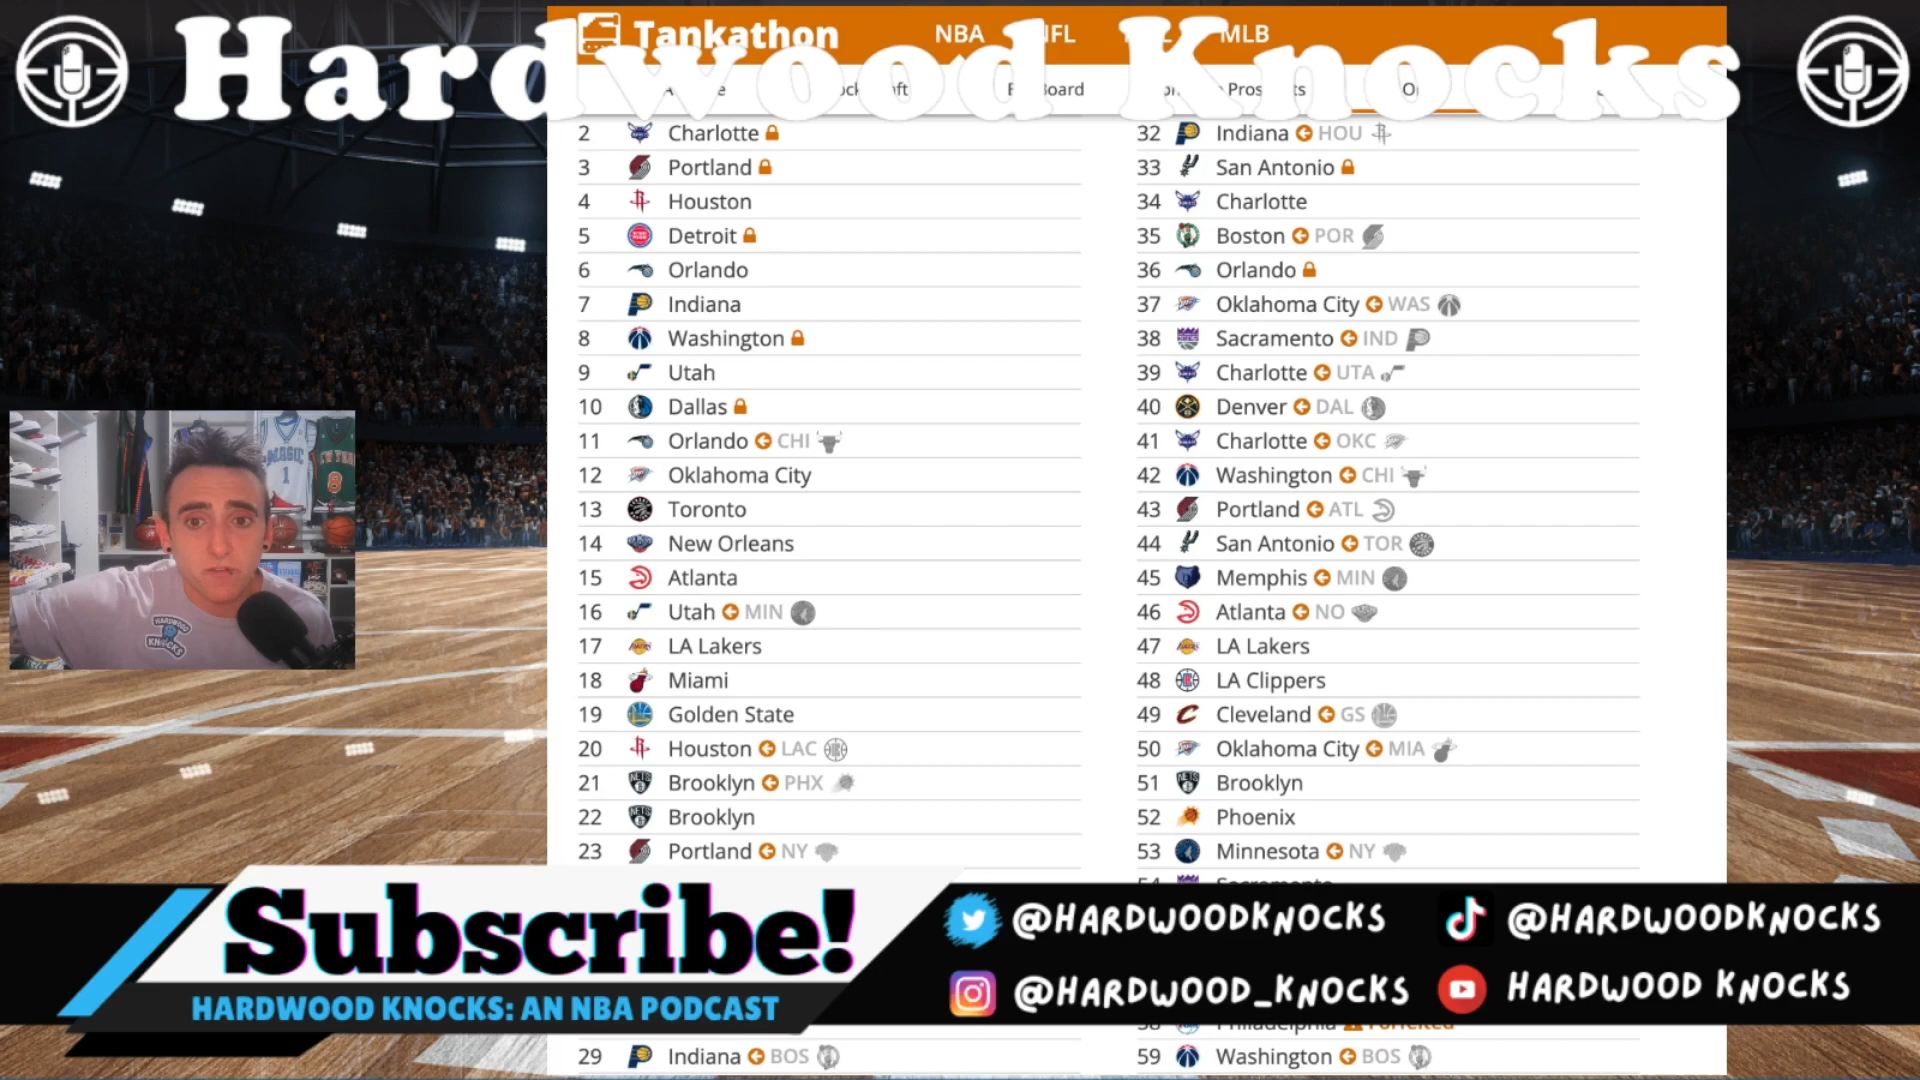 Hardwood Knocks
Tankathon
NBA
MLB
2 Charlotte
3 Portland
4 Houston
5 Detroit
6 Orlando
7 Indiana
8 Washington
9 Utah
10 Dallas
11 Orlando CHI
12 Oklahoma City
13 Toronto
14 New Orleans
15 Atlanta
16 Utah MIN
17 LA Lakers
18 Miami
19 Golden State
20 Houston LAC
21 Brooklyn PHX
22 Brooklyn
23 Portland NY
29 Indiana BOS
32 Indiana HOU
33 San Antonio
34 Charlotte
35 Boston POR
36 Orlando
37 Oklahoma City WAS
38 Sacramento IND
39 Charlotte UTA
40 Denver DAL
41 Charlotte OKC
42 Washington CHI
43 Portland ATL
44 San Antonio TOR
45 Memphis MIN
46 Atlanta NO
47 LA Lakers
48 LA Clippers
49 Cleveland GS
50 Oklahoma City MIA
51 Brooklyn
52 Phoenix
53 Minnesota NY
59 Washington BOS
MAGIC
1
8
HARDWOOD
KNOCKS
Subscribe!
HARDWOOD KNOCKS: AN NBA PODCAST
@HARDWOODKNOCKS
@HARDWOODKNOCKS
@HARDWOOD_KNOCKS
HARDWOOD KNOCKS